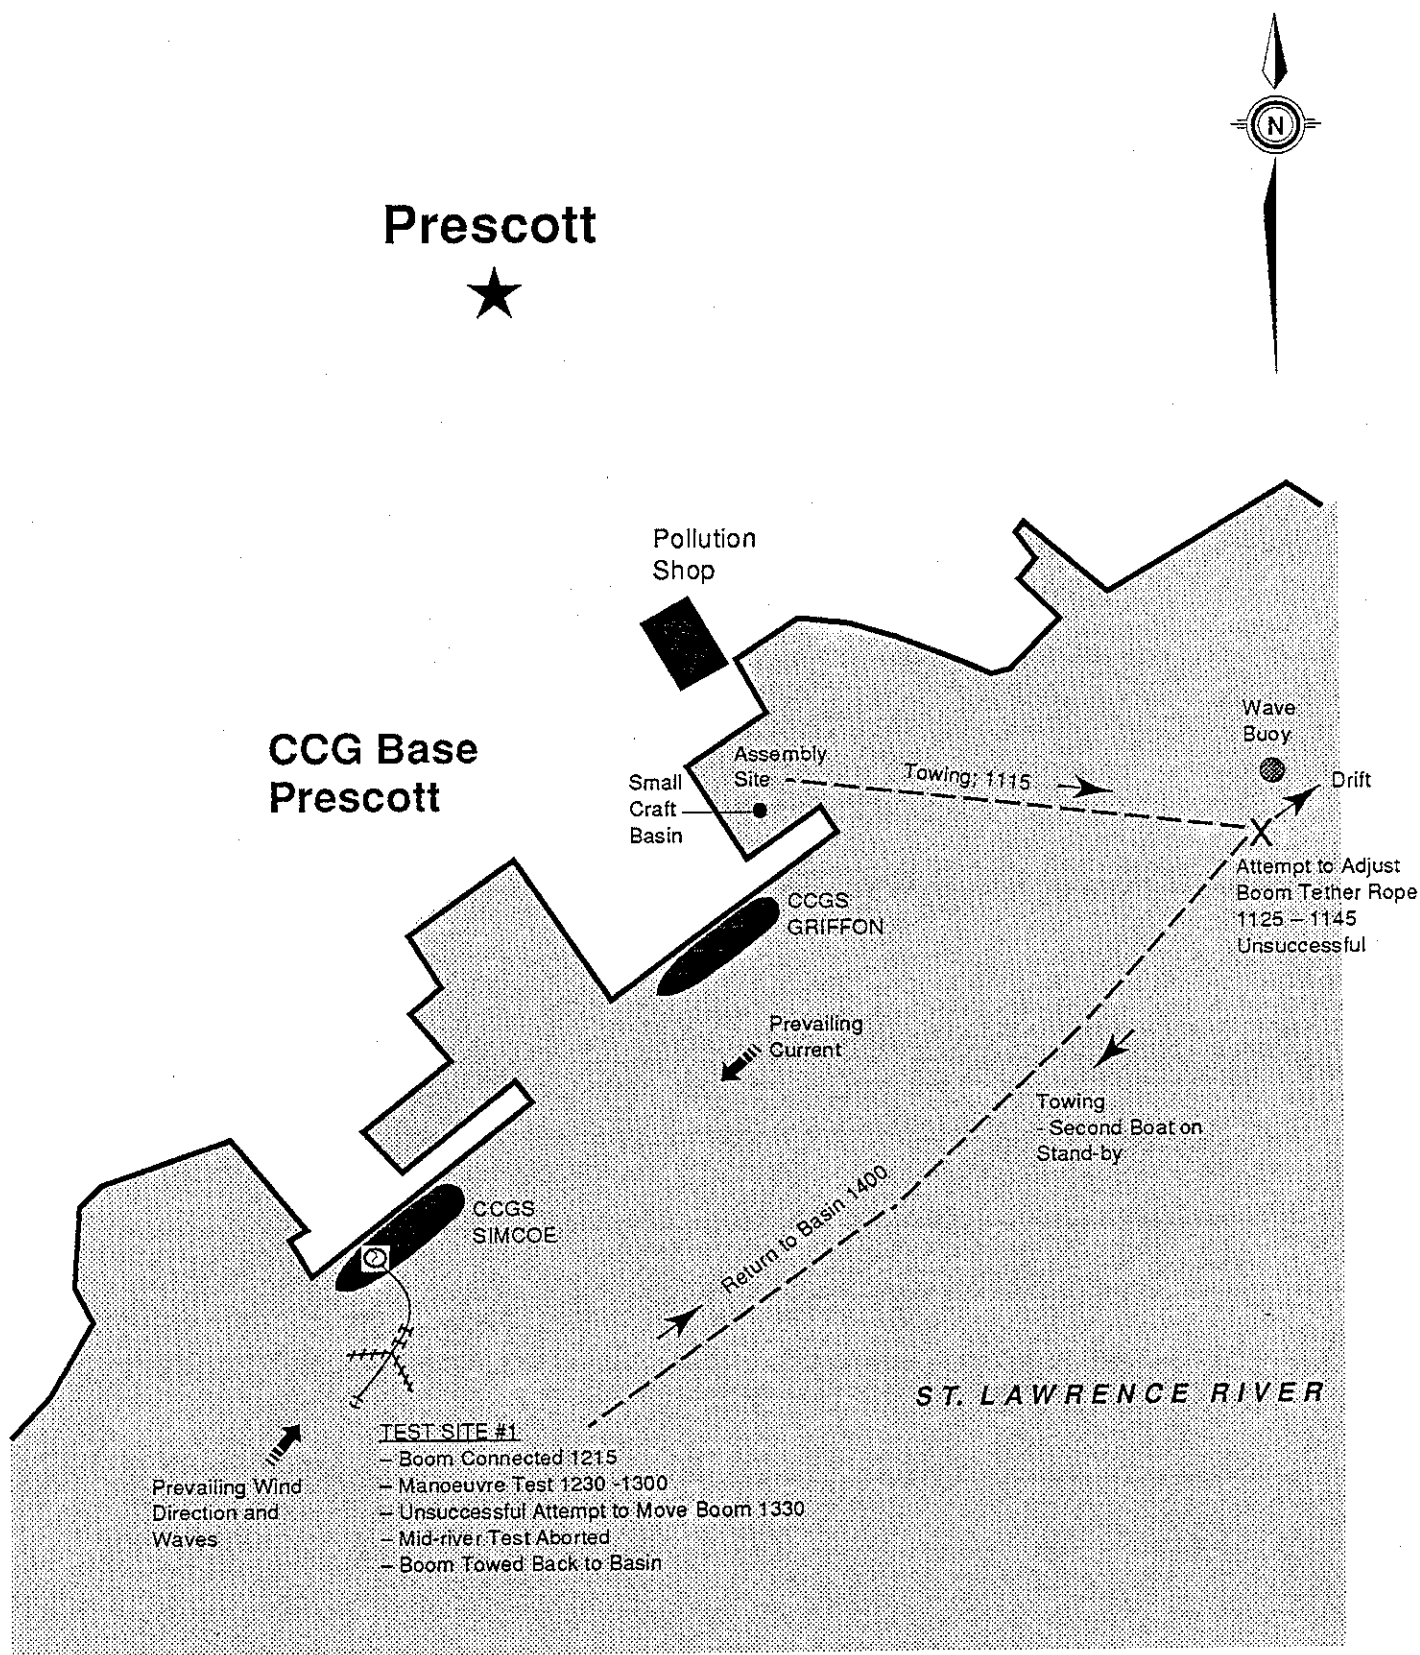 N
Prescott
Pollution
Shop
CCG Base
Prescott
Wave
Buoy
Assembly
Site
Small
Craft
Basin
Towing; 1115
Drift
Attempt to Adjust
Boom Tether Rope
1125 – 1145
Unsuccessful
CCGS
GRIFFON
Prevailing
Current
Towing
- Second Boat on
Stand-by
Return to Basin 1400
CCGS
SIMCOE
ST. LAWRENCE RIVER
TEST SITE #1
– Boom Connected 1215
– Manoeuvre Test 1230 -1300
– Unsuccessful Attempt to Move Boom 1330
– Mid-river Test Aborted
– Boom Towed Back to Basin
Prevailing Wind
Direction and
Waves
X